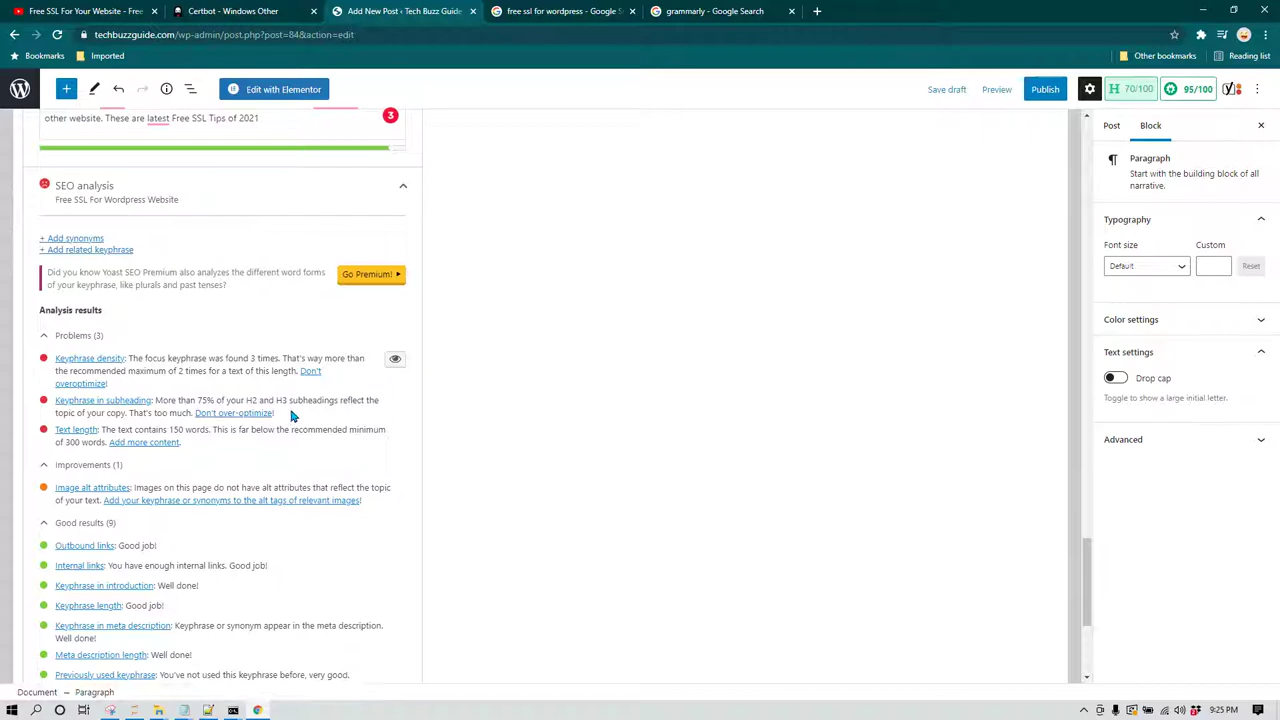 Free SSL For Your Website - Free
Certbot - Windows Other
Add New Post ‹ Tech Buzz Guide
free ssl for wordpress - Google S
grammarly - Google Search
techbuzzguide.com/wp-admin/post.php?post=84&action=edit
Bookmarks
Imported
Other bookmarks
Reading list
Edit with Elementor
Save draft
Preview
Publish
70/100
95/100
other website. These are latest Free SSL Tips of 2021
3
Post
Block
Paragraph
Start with the building block of all
narrative.
SEO analysis
Free SSL For Wordpress Website
Typography
Font size
Custom
Default
Reset
+ Add synonyms
+ Add related keyphrase
Did you know Yoast SEO Premium also analyzes the different word forms
of your keyphrase, like plurals and past tenses?
Go Premium!
Color settings
Text settings
Drop cap
Toggle to show a large initial letter.
Advanced
Analysis results
Problems (3)
Keyphrase density: The focus keyphrase was found 3 times. That's way more than
the recommended maximum of 2 times for a text of this length. Don't
overoptimize!
Keyphrase in subheading: More than 75% of your H2 and H3 subheadings reflect the
topic of your copy. That's too much. Don't over-optimize!
Text length: The text contains 150 words. This is far below the recommended minimum
of 300 words. Add more content.
Improvements (1)
Image alt attributes: Images on this page do not have alt attributes that reflect the topic
of your text. Add your keyphrase or synonyms to the alt tags of relevant images!
Good results (9)
Outbound links: Good job!
Internal links: You have enough internal links. Good job!
Keyphrase in introduction: Well done!
Keyphrase length: Good job!
Keyphrase in meta description: Keyphrase or synonym appear in the meta description.
Well done!
Meta description length: Well done!
Previously used keyphrase: You've not used this keyphrase before, very good.
Document → Paragraph
9:25 PM